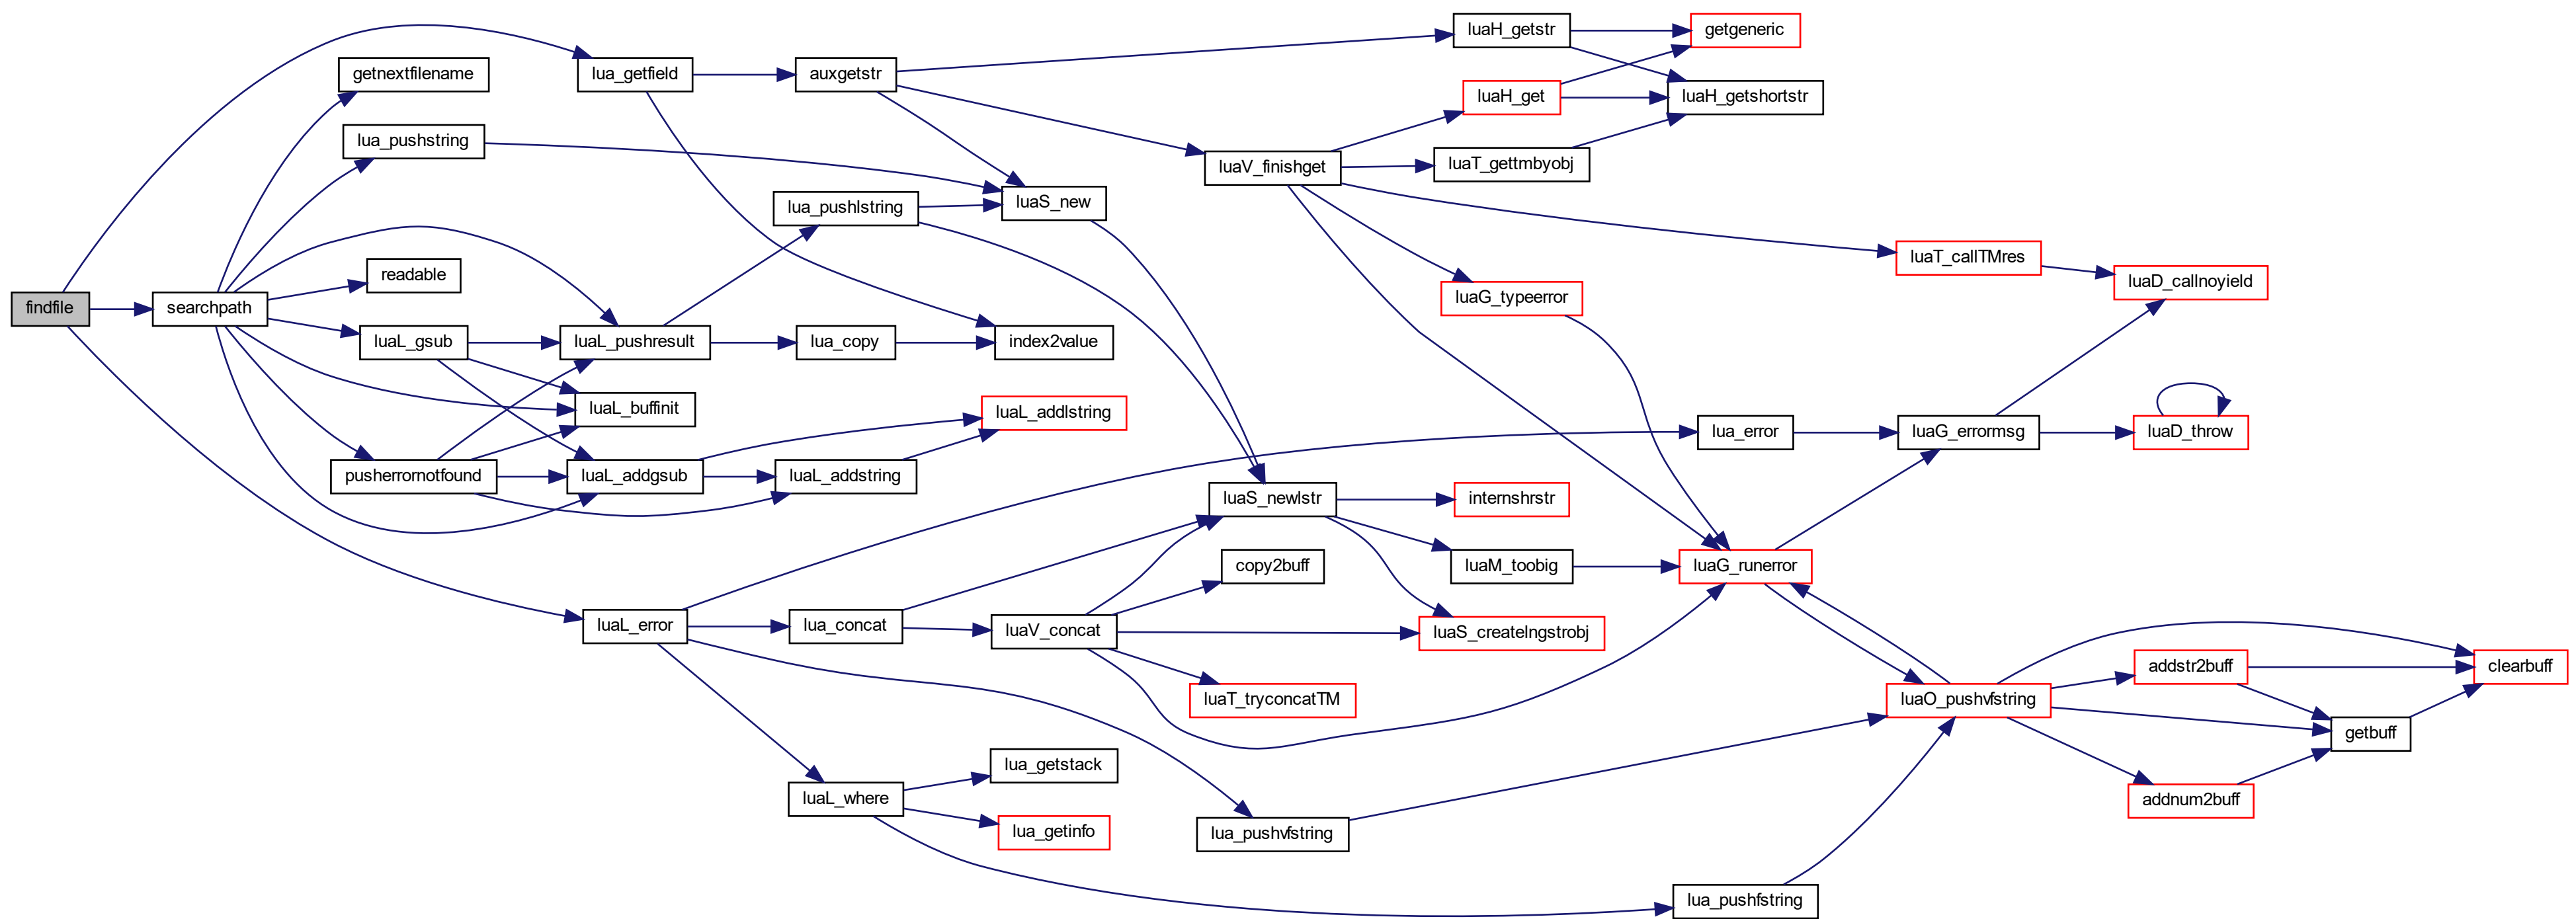 findfile
searchpath
getnextfilename
lua_pushstring
readable
luaL_gsub
pusherrornotfound
lua_getfield
luaL_pushresult
luaL_buffinit
luaL_addgsub
luaL_error
auxgetstr
lua_pushlstring
lua_copy
luaL_addstring
lua_concat
luaL_where
luaS_new
index2value
luaL_addlstring
luaV_concat
lua_getstack
lua_getinfo
luaV_finishget
luaS_newlstr
copy2buff
luaT_tryconcatTM
lua_pushvfstring
luaH_getstr
luaH_get
luaT_gettmbyobj
luaG_typeerror
internshrstr
luaM_toobig
luaS_createlngstrobj
getgeneric
luaH_getshortstr
lua_error
luaG_runerror
lua_pushfstring
luaT_callTMres
luaG_errormsg
luaO_pushvfstring
luaD_callnoyield
luaD_throw
addstr2buff
addnum2buff
getbuff
clearbuff